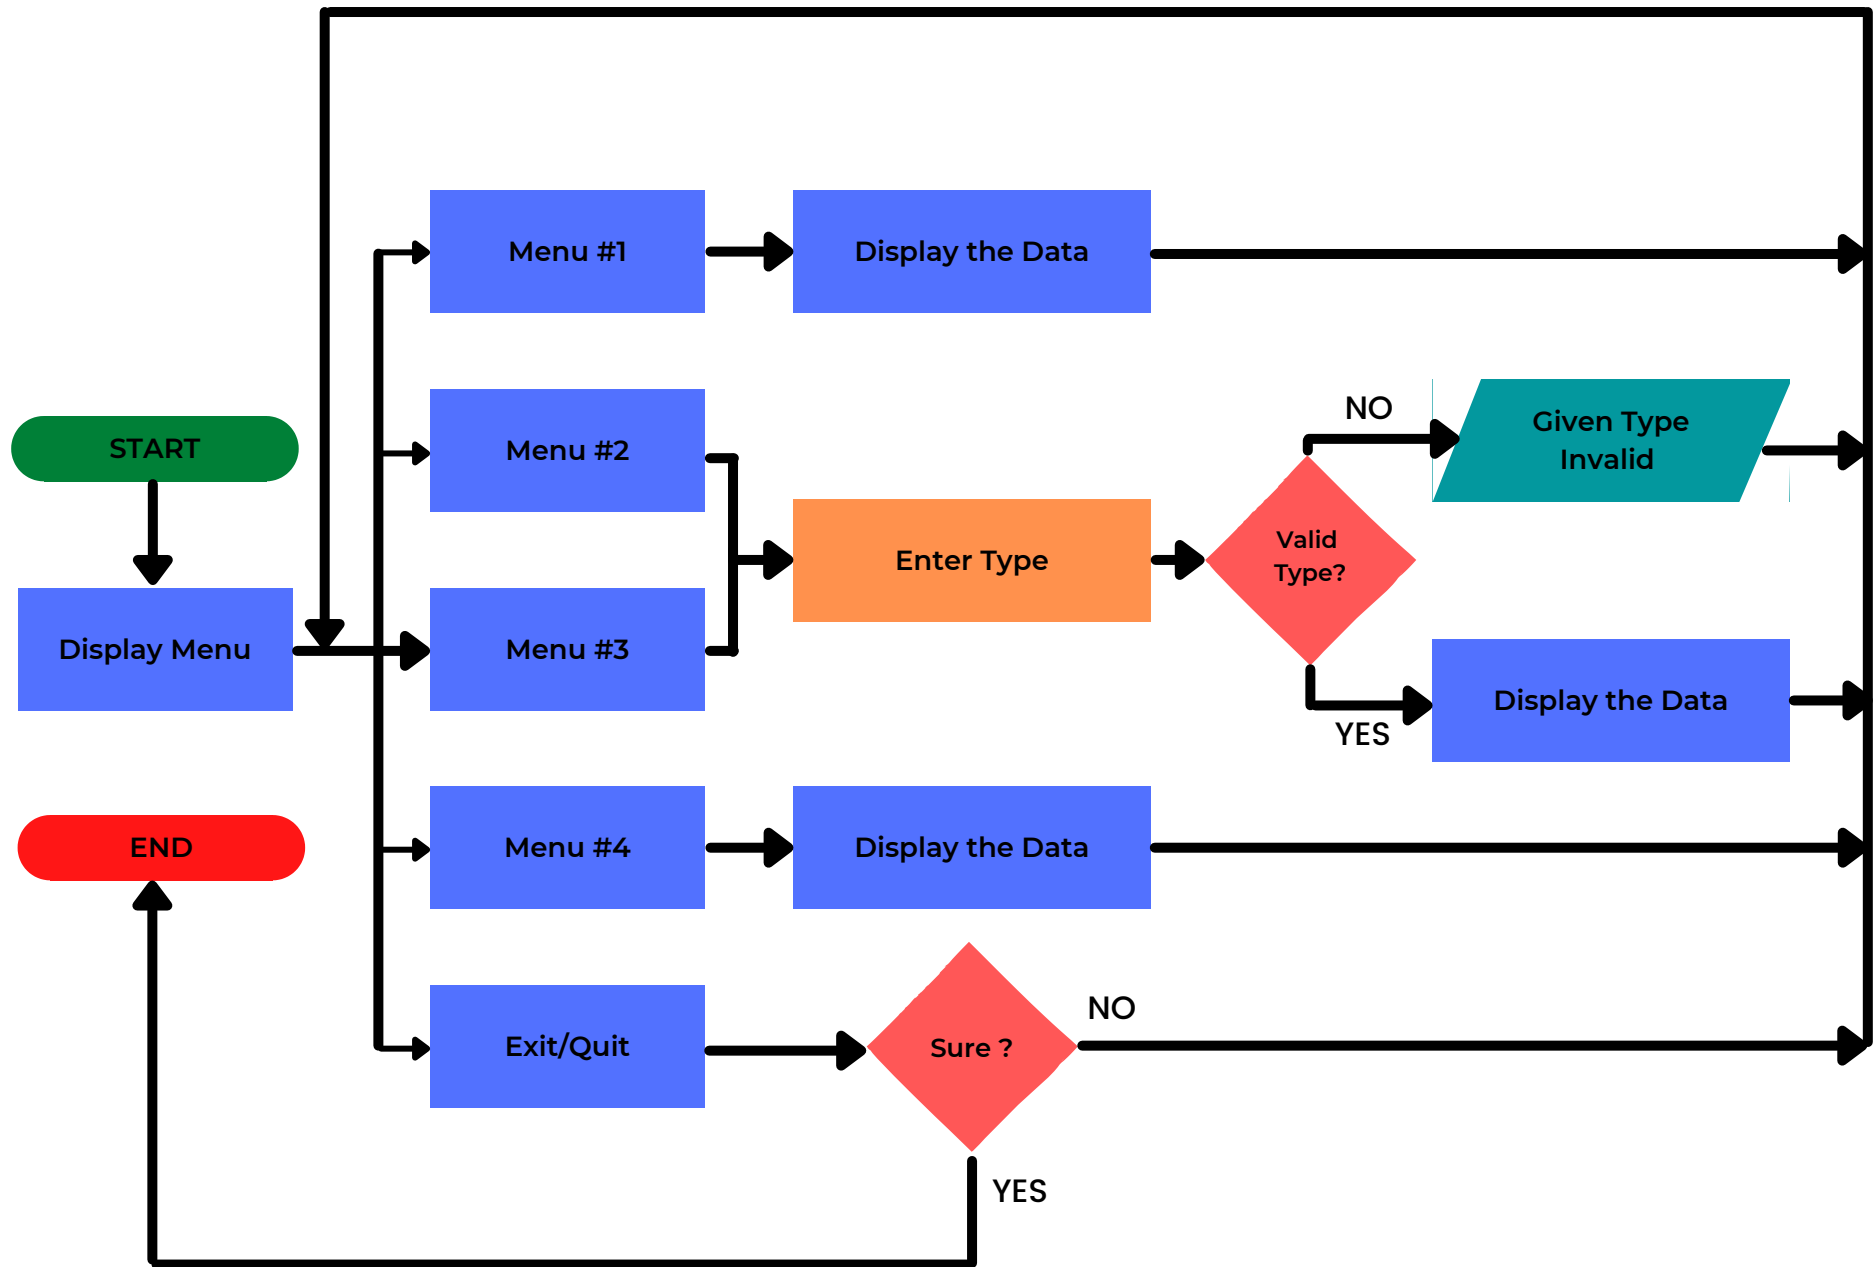 Menu #1
Display the Data
START
Menu #2
NO
Given Type
Invalid
Enter Type
Valid
Type?
Display Menu
Menu #3
YES
Display the Data
END
Menu #4
Display the Data
Exit/Quit
Sure ?
NO
YES